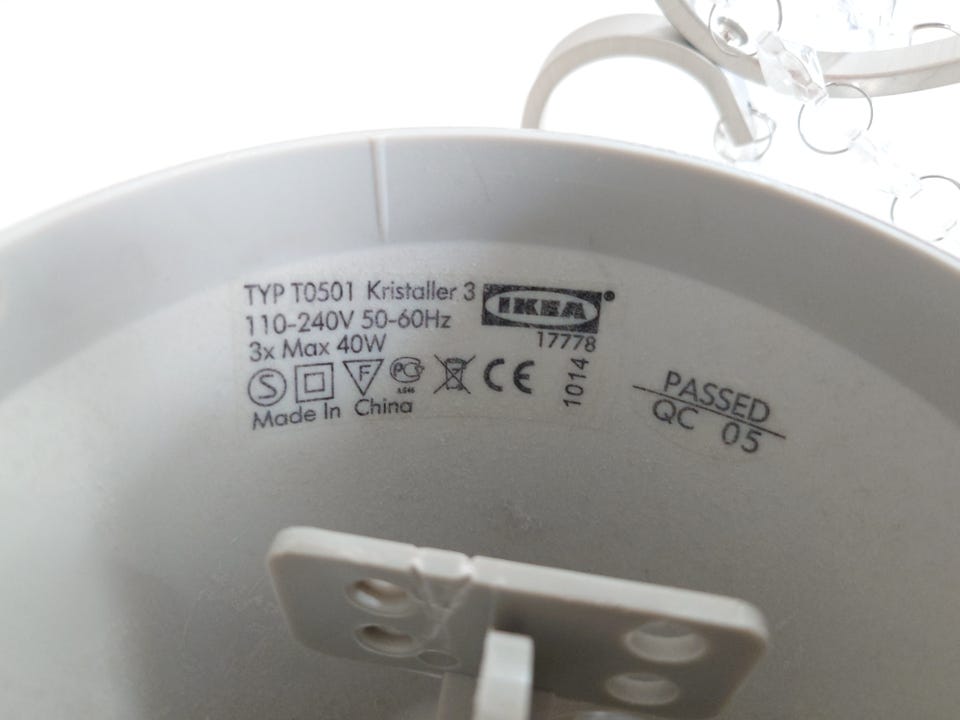 TYP T0501 Kristaller 3
IKEA®
110-240V 50-60Hz
17778
3x Max 40W
S F PG CE
1014
Made In China
PASSED
QC 05